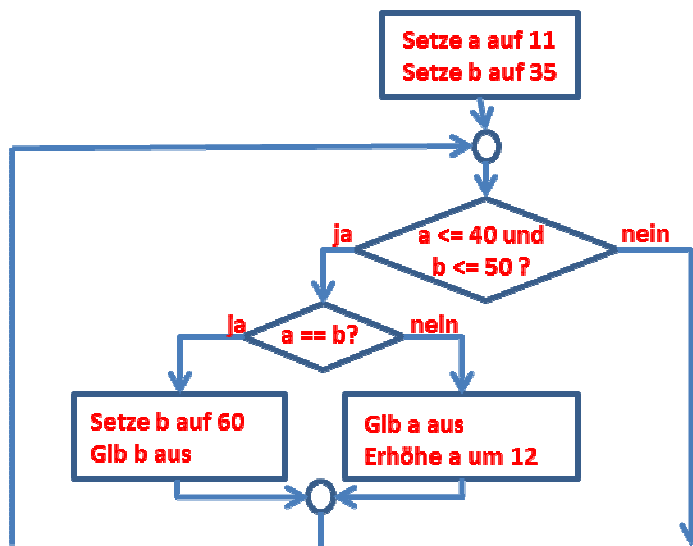 Setze a auf 11
Setze b auf 35
ja
a <= 40 und
b <= 50 ?
nein
ja
a == b?
nein
Setze b auf 60
Gib b aus
Gib a aus
Erhöhe a um 12